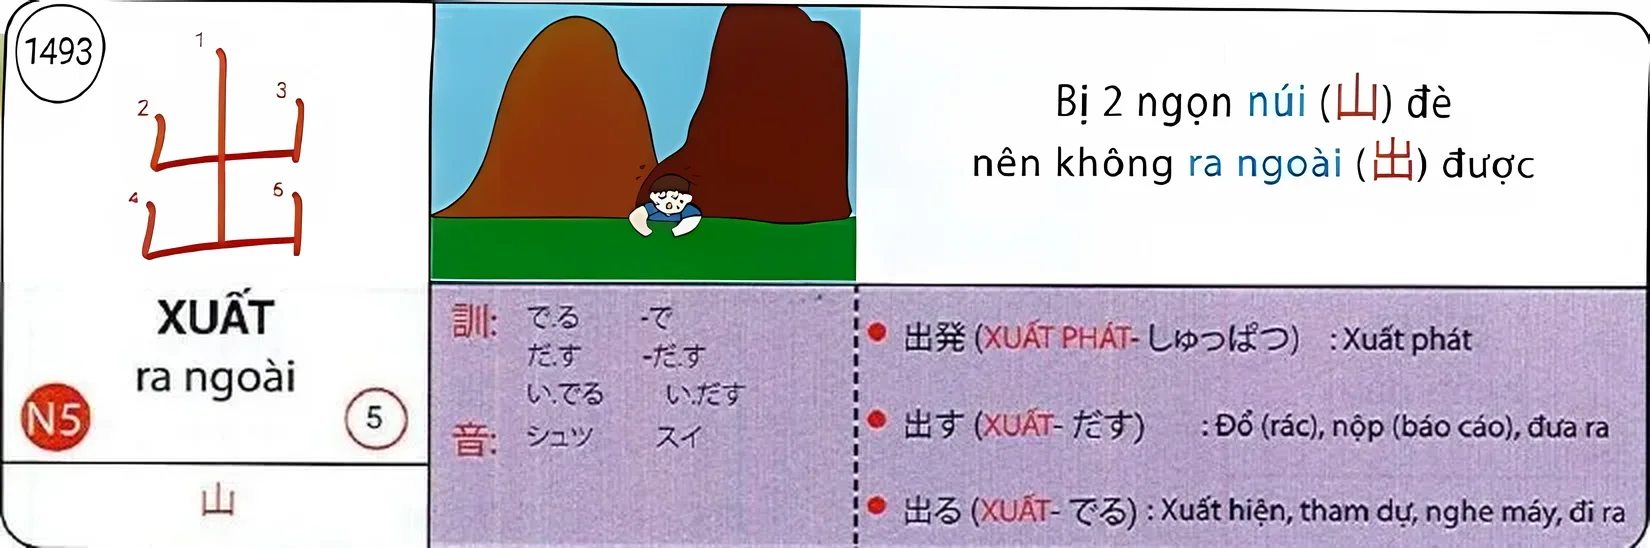 1493
1
2
3
4
5
XUẤT
ra ngoài
N5
5
山
Bị 2 ngọn núi (山) đè
nên không ra ngoài (出) được
訓: で.る -で
だ.す -だ.す
い.でる い.だす
音: シュツ スイ
出発 (XUẤT PHÁT- しゅっぱつ) : Xuất phát
出す (XUẤT- だす) : Đổ (rác), nộp (báo cáo), đưa ra
出る (XUẤT- でる) : Xuất hiện, tham dự, nghe máy, đi ra